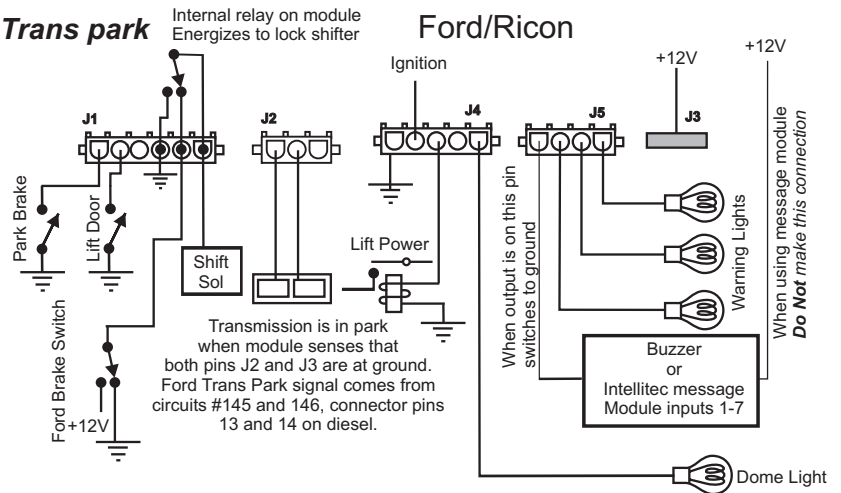 Trans park
Internal relay on module
Energizes to lock shifter
Ford/Ricon
Ignition
+12V
+12V
J1
J2
J4
J5
J3
Park Brake
Lift Door
Shift
Sol
Lift Power
When output is on this pin
switches to ground
Warning Lights
When using message module
Do Not make this connection
Ford Brake Switch
+12V
Transmission is in park
when module senses that
both pins J2 and J3 are at ground.
Ford Trans Park signal comes from
circuits #145 and 146, connector pins
13 and 14 on diesel.
Buzzer
or
Intellitec message
Module inputs 1-7
Dome Light